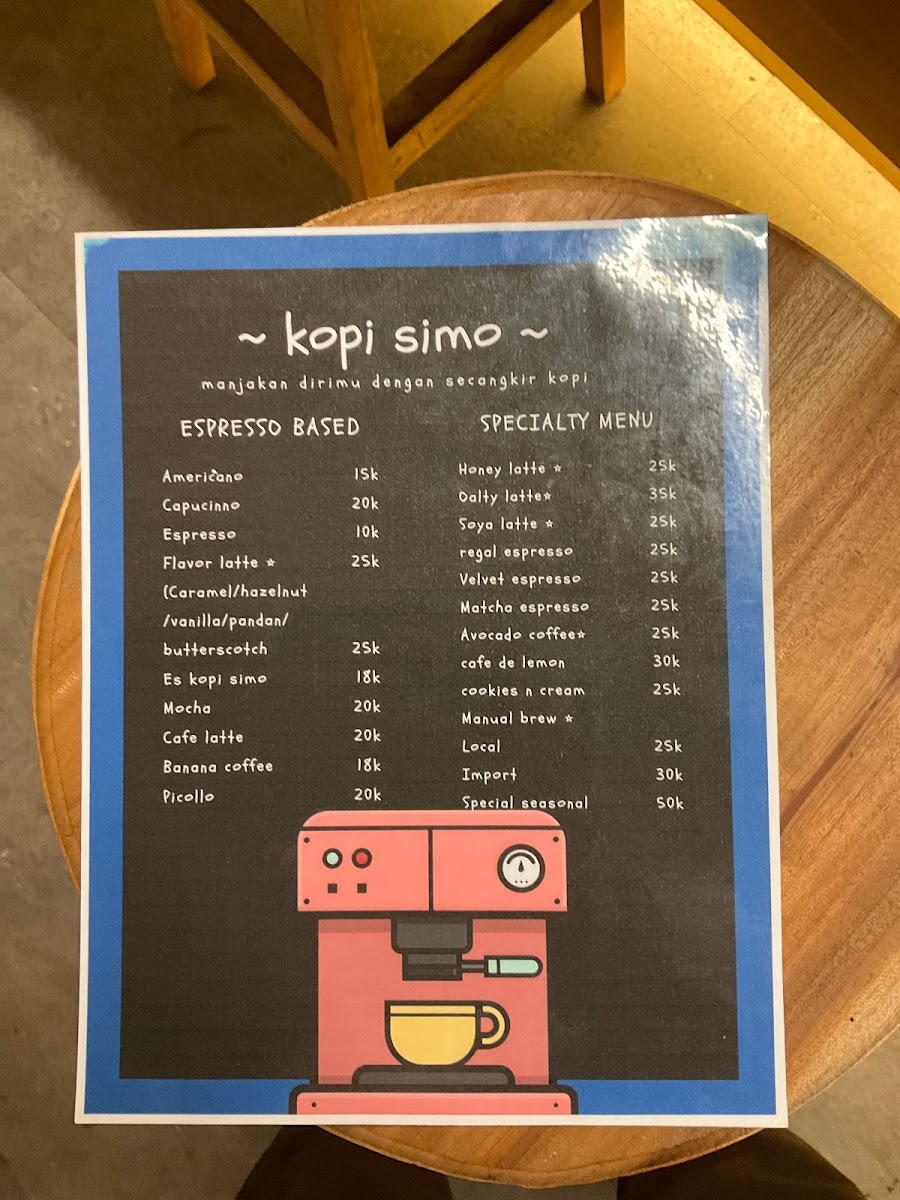 ~ kopi simo ~
manjakan dirimu dengan secangkir kopi
ESPRESSO BASED
Americano 15k
Capucinno 20k
Espresso 10k
Flavor latte ☆ 25k
(Caramel/hazelnut
/vanilla/pandan/
butterscotch 25k
Es kopi simo 18k
Mocha 20k
Cafe latte 20k
Banana coffee 18k
Picollo 20k
SPECIALTY MENU
Honey latte ☆ 25k
Oalty latte☆ 35k
Soya latte ☆ 25k
regal espresso 25k
Velvet espresso 25k
Matcha espresso 25k
Avocado coffee☆ 25k
cafe de lemon 30k
cookies n cream 25k
Manual brew ☆
Local 25k
Import 30k
Special seasonal 50k